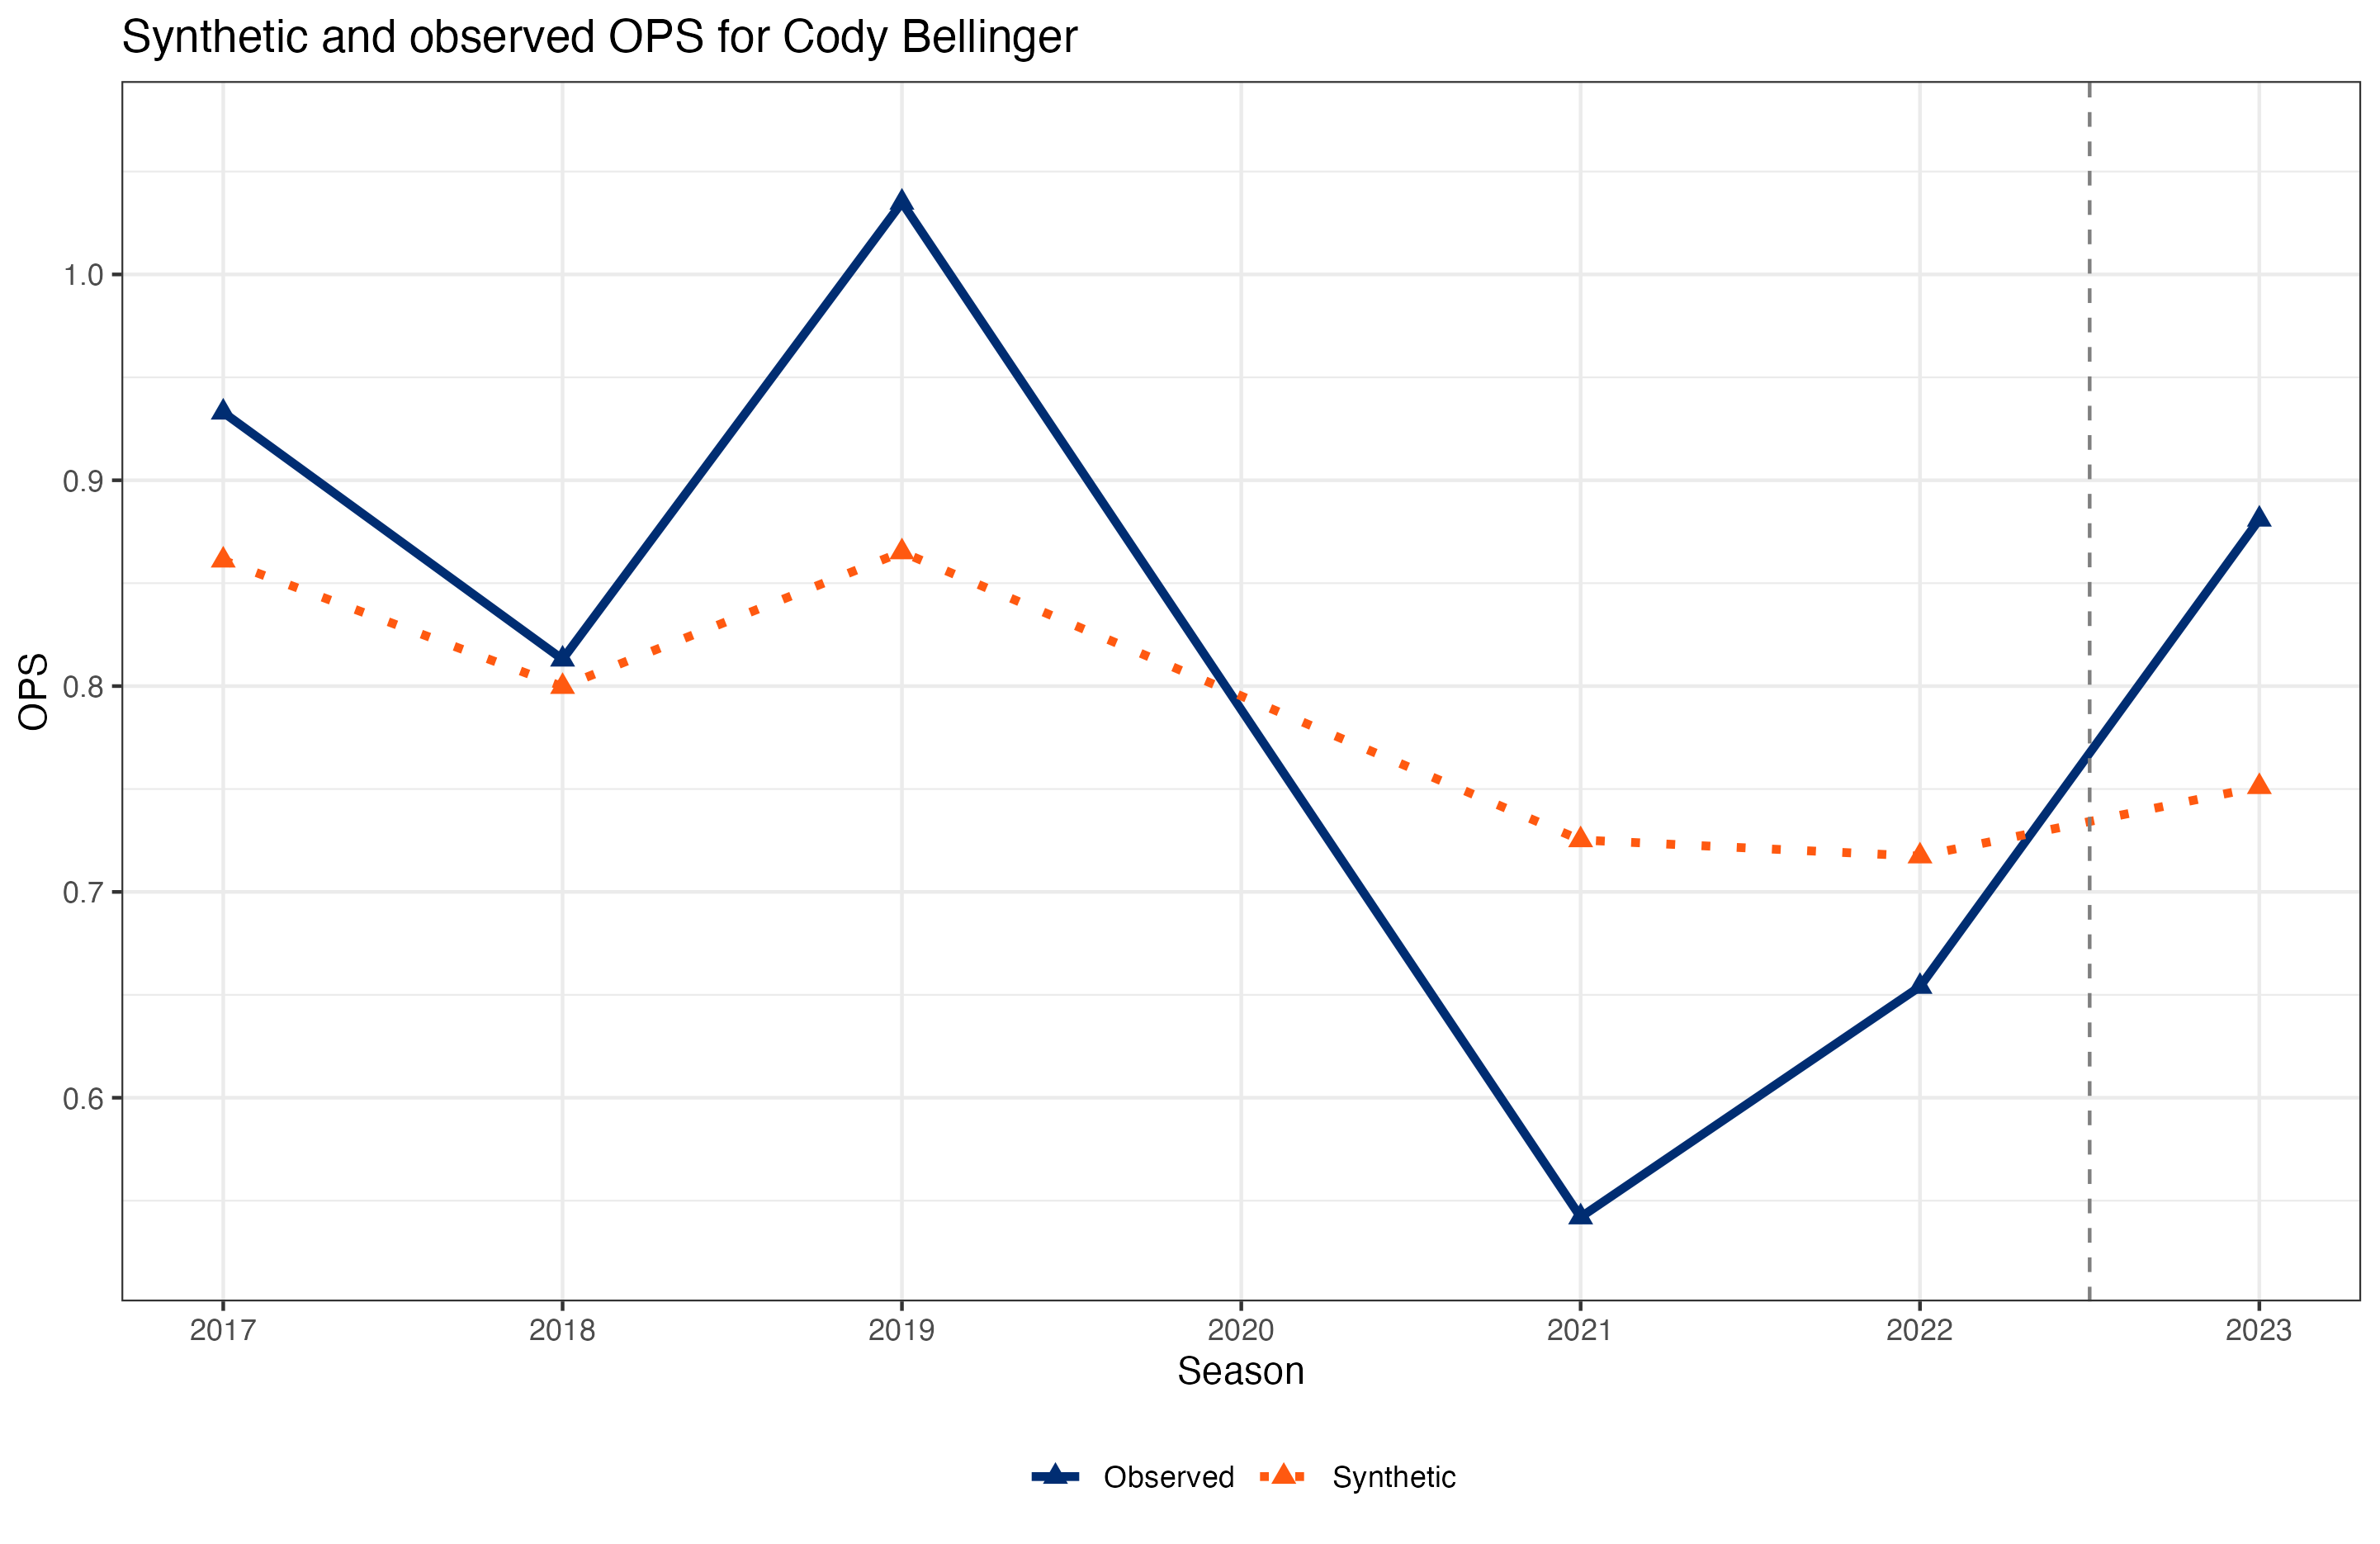 Synthetic and observed OPS for Cody Bellinger
OPS
1.0
0.9
0.8
0.7
0.6
2017 2018 2019 2020 2021 2022 2023
Season
Observed Synthetic